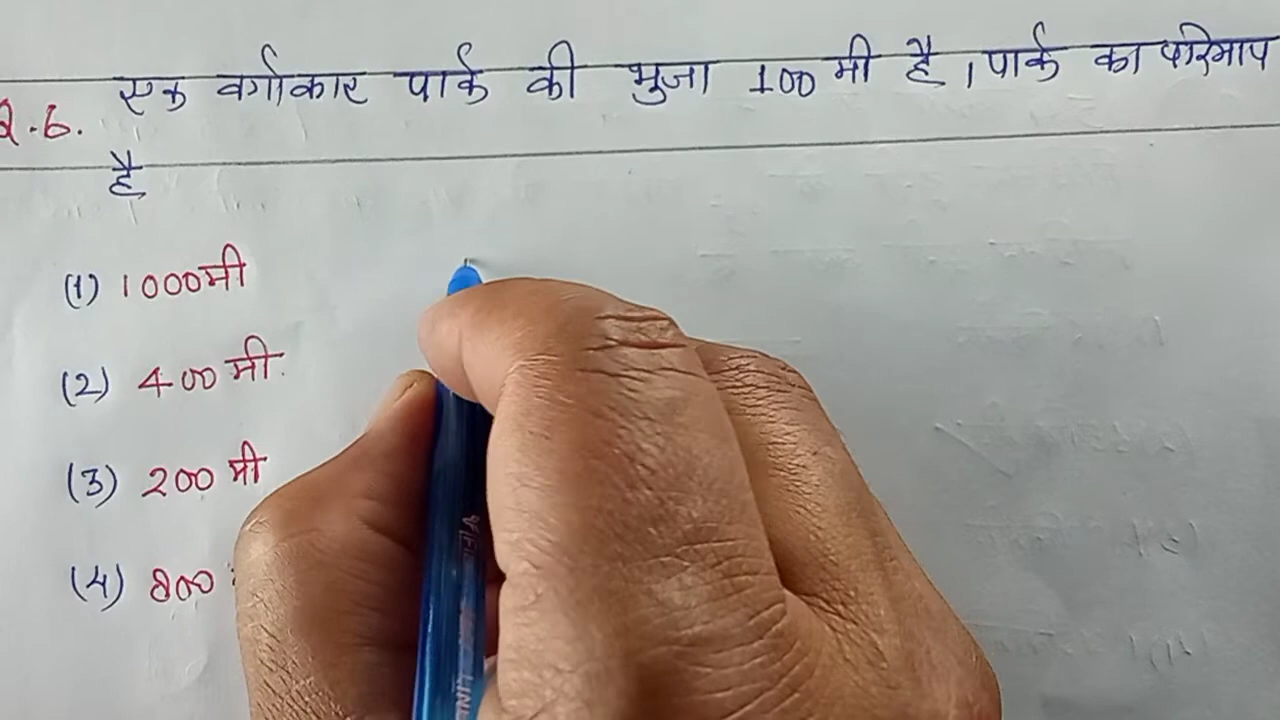 एक वर्गाकार पार्क की भुजा 100 मी है । पार्क का परिमाप
Q.6.
है
(1) 1000मी
(2) 400 मी.
(3) 200 मी
(4) 800